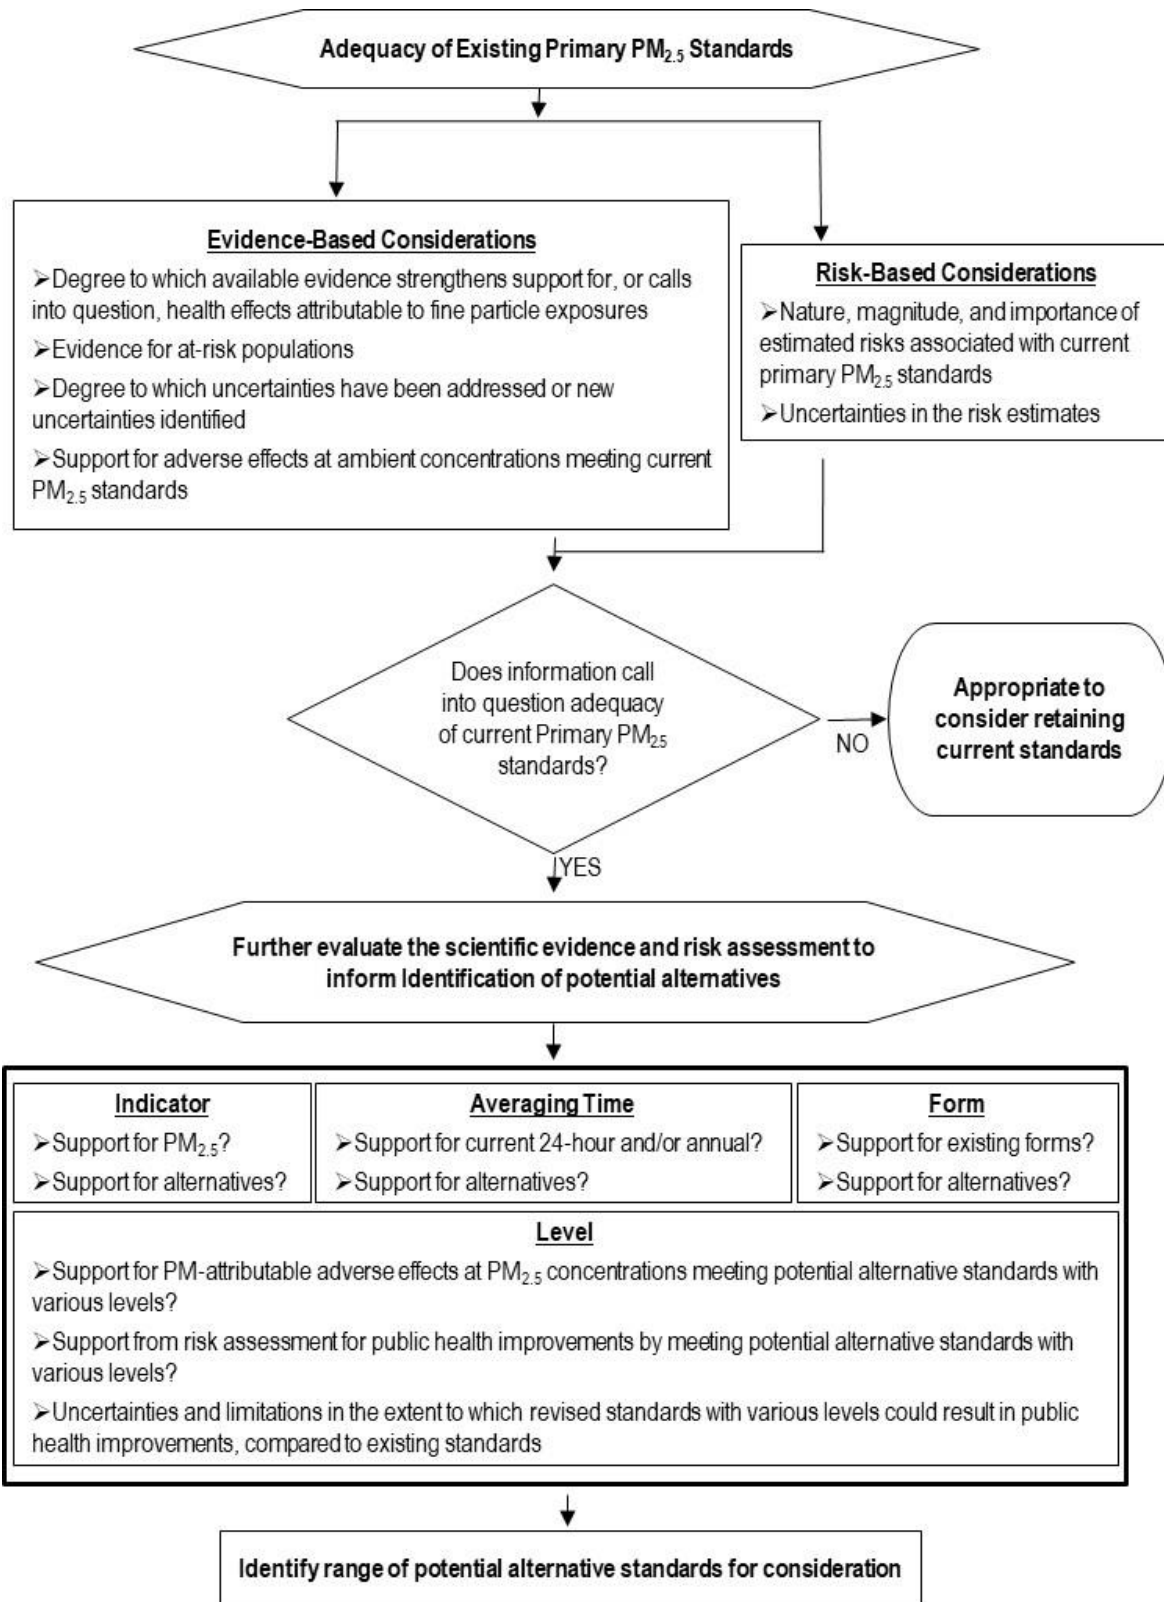 Adequacy of Existing Primary PM2.5 Standards
Evidence-Based Considerations
➤Degree to which available evidence strengthens support for, or calls
into question, health effects attributable to fine particle exposures
➤Evidence for at-risk populations
➤Degree to which uncertainties have been addressed or new
uncertainties identified
➤Support for adverse effects at ambient concentrations meeting current
PM2.5 standards
Risk-Based Considerations
➤Nature, magnitude, and importance of
estimated risks associated with current
primary PM2.5 standards
➤Uncertainties in the risk estimates
Does information call
into question adequacy
of current Primary PM2.5
standards?
NO
Appropriate to
consider retaining
current standards
YES
Further evaluate the scientific evidence and risk assessment to
inform Identification of potential alternatives
Indicator
➤Support for PM2.5?
➤Support for alternatives?
Averaging Time
➤Support for current 24-hour and/or annual?
➤Support for alternatives?
Form
➤Support for existing forms?
➤Support for alternatives?
Level
➤Support for PM-attributable adverse effects at PM2.5 concentrations meeting potential alternative standards with
various levels?
➤Support from risk assessment for public health improvements by meeting potential alternative standards with
various levels?
➤Uncertainties and limitations in the extent to which revised standards with various levels could result in public
health improvements, compared to existing standards
Identify range of potential alternative standards for consideration